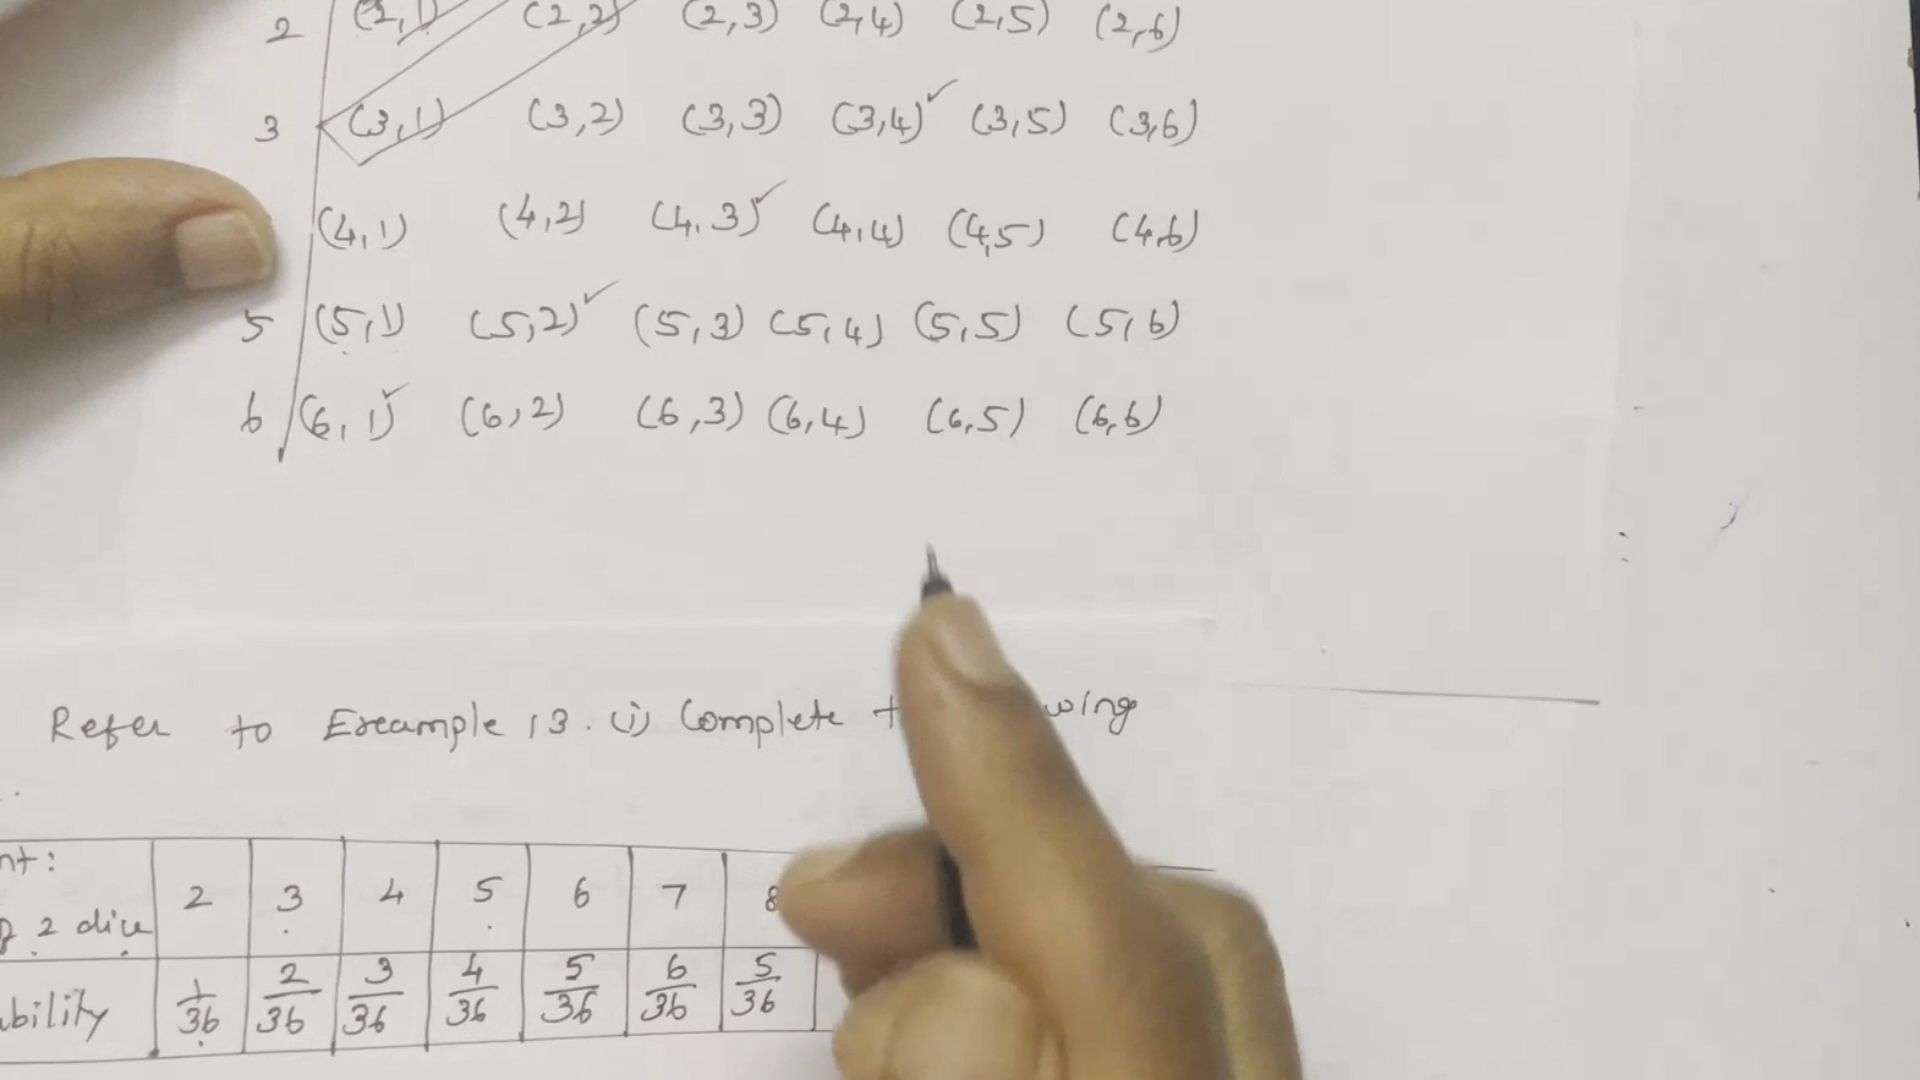 2 (2,1) (2,2) (2,3) (2,4) (2,5) (2,6)
3 (3,1) (3,2) (3,3) (3,4)✓ (3,5) (3,6)
(4,1) (4,2) (4,3)✓ (4,4) (4,5) (4,6)
5 (5,1) (5,2)✓ (5,3) (5,4) (5,5) (5,6)
6 (6,1)✓ (6,2) (6,3) (6,4) (6,5) (6,6)
Refer to Example 13. (i) Complete
nt: 2 3 4 5 6 7 8
2 dice
ability 1/36 2/36 3/36 4/36 5/36 6/36 5/36